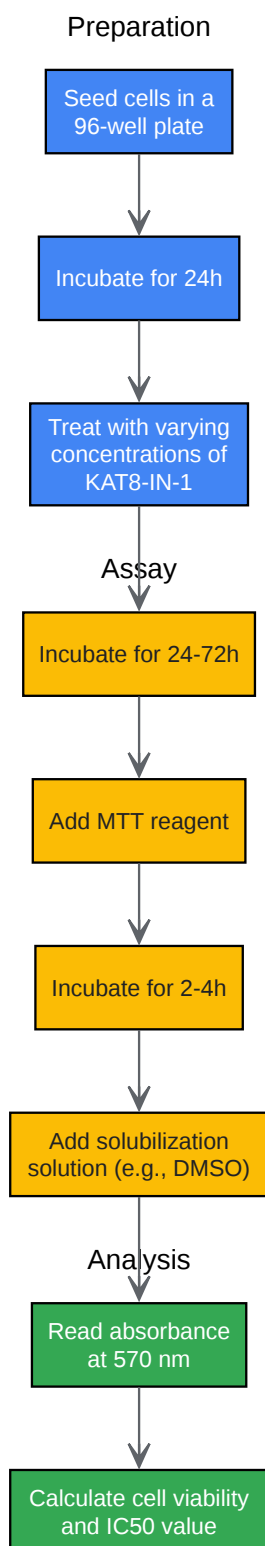 Preparation
Seed cells in a
96-well plate
Incubate for 24h
Treat with varying
concentrations of
KAT8-IN-1
Assay
Incubate for 24-72h
Add MTT reagent
Incubate for 2-4h
Add solubilization
solution (e.g., DMSO)
Analysis
Read absorbance
at 570 nm
Calculate cell viability
and IC50 value